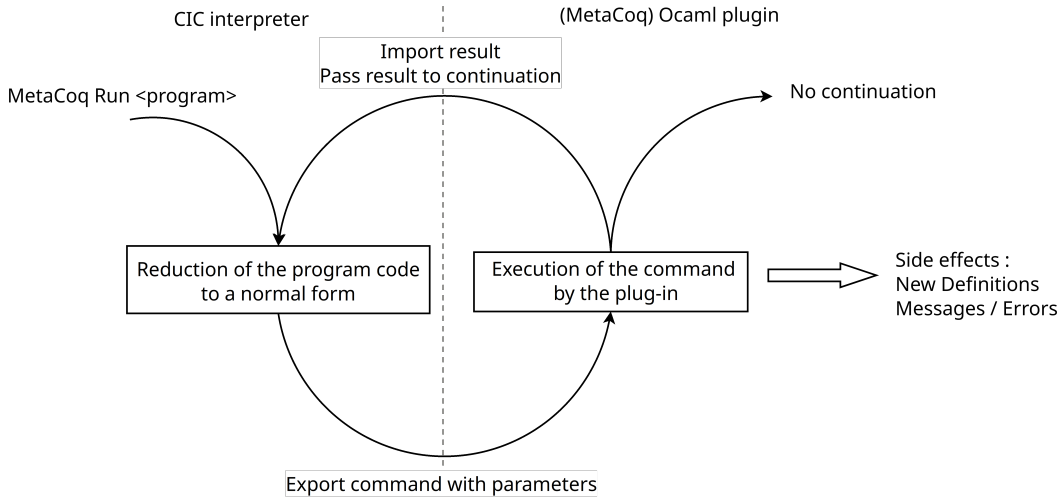 CIC interpreter
(MetaCoq) Ocaml plugin
Import result
Pass result to continuation
MetaCoq Run <program>
No continuation
Reduction of the program code
to a normal form
Execution of the command
by the plug-in
Side effects :
New Definitions
Messages / Errors
Export command with parameters